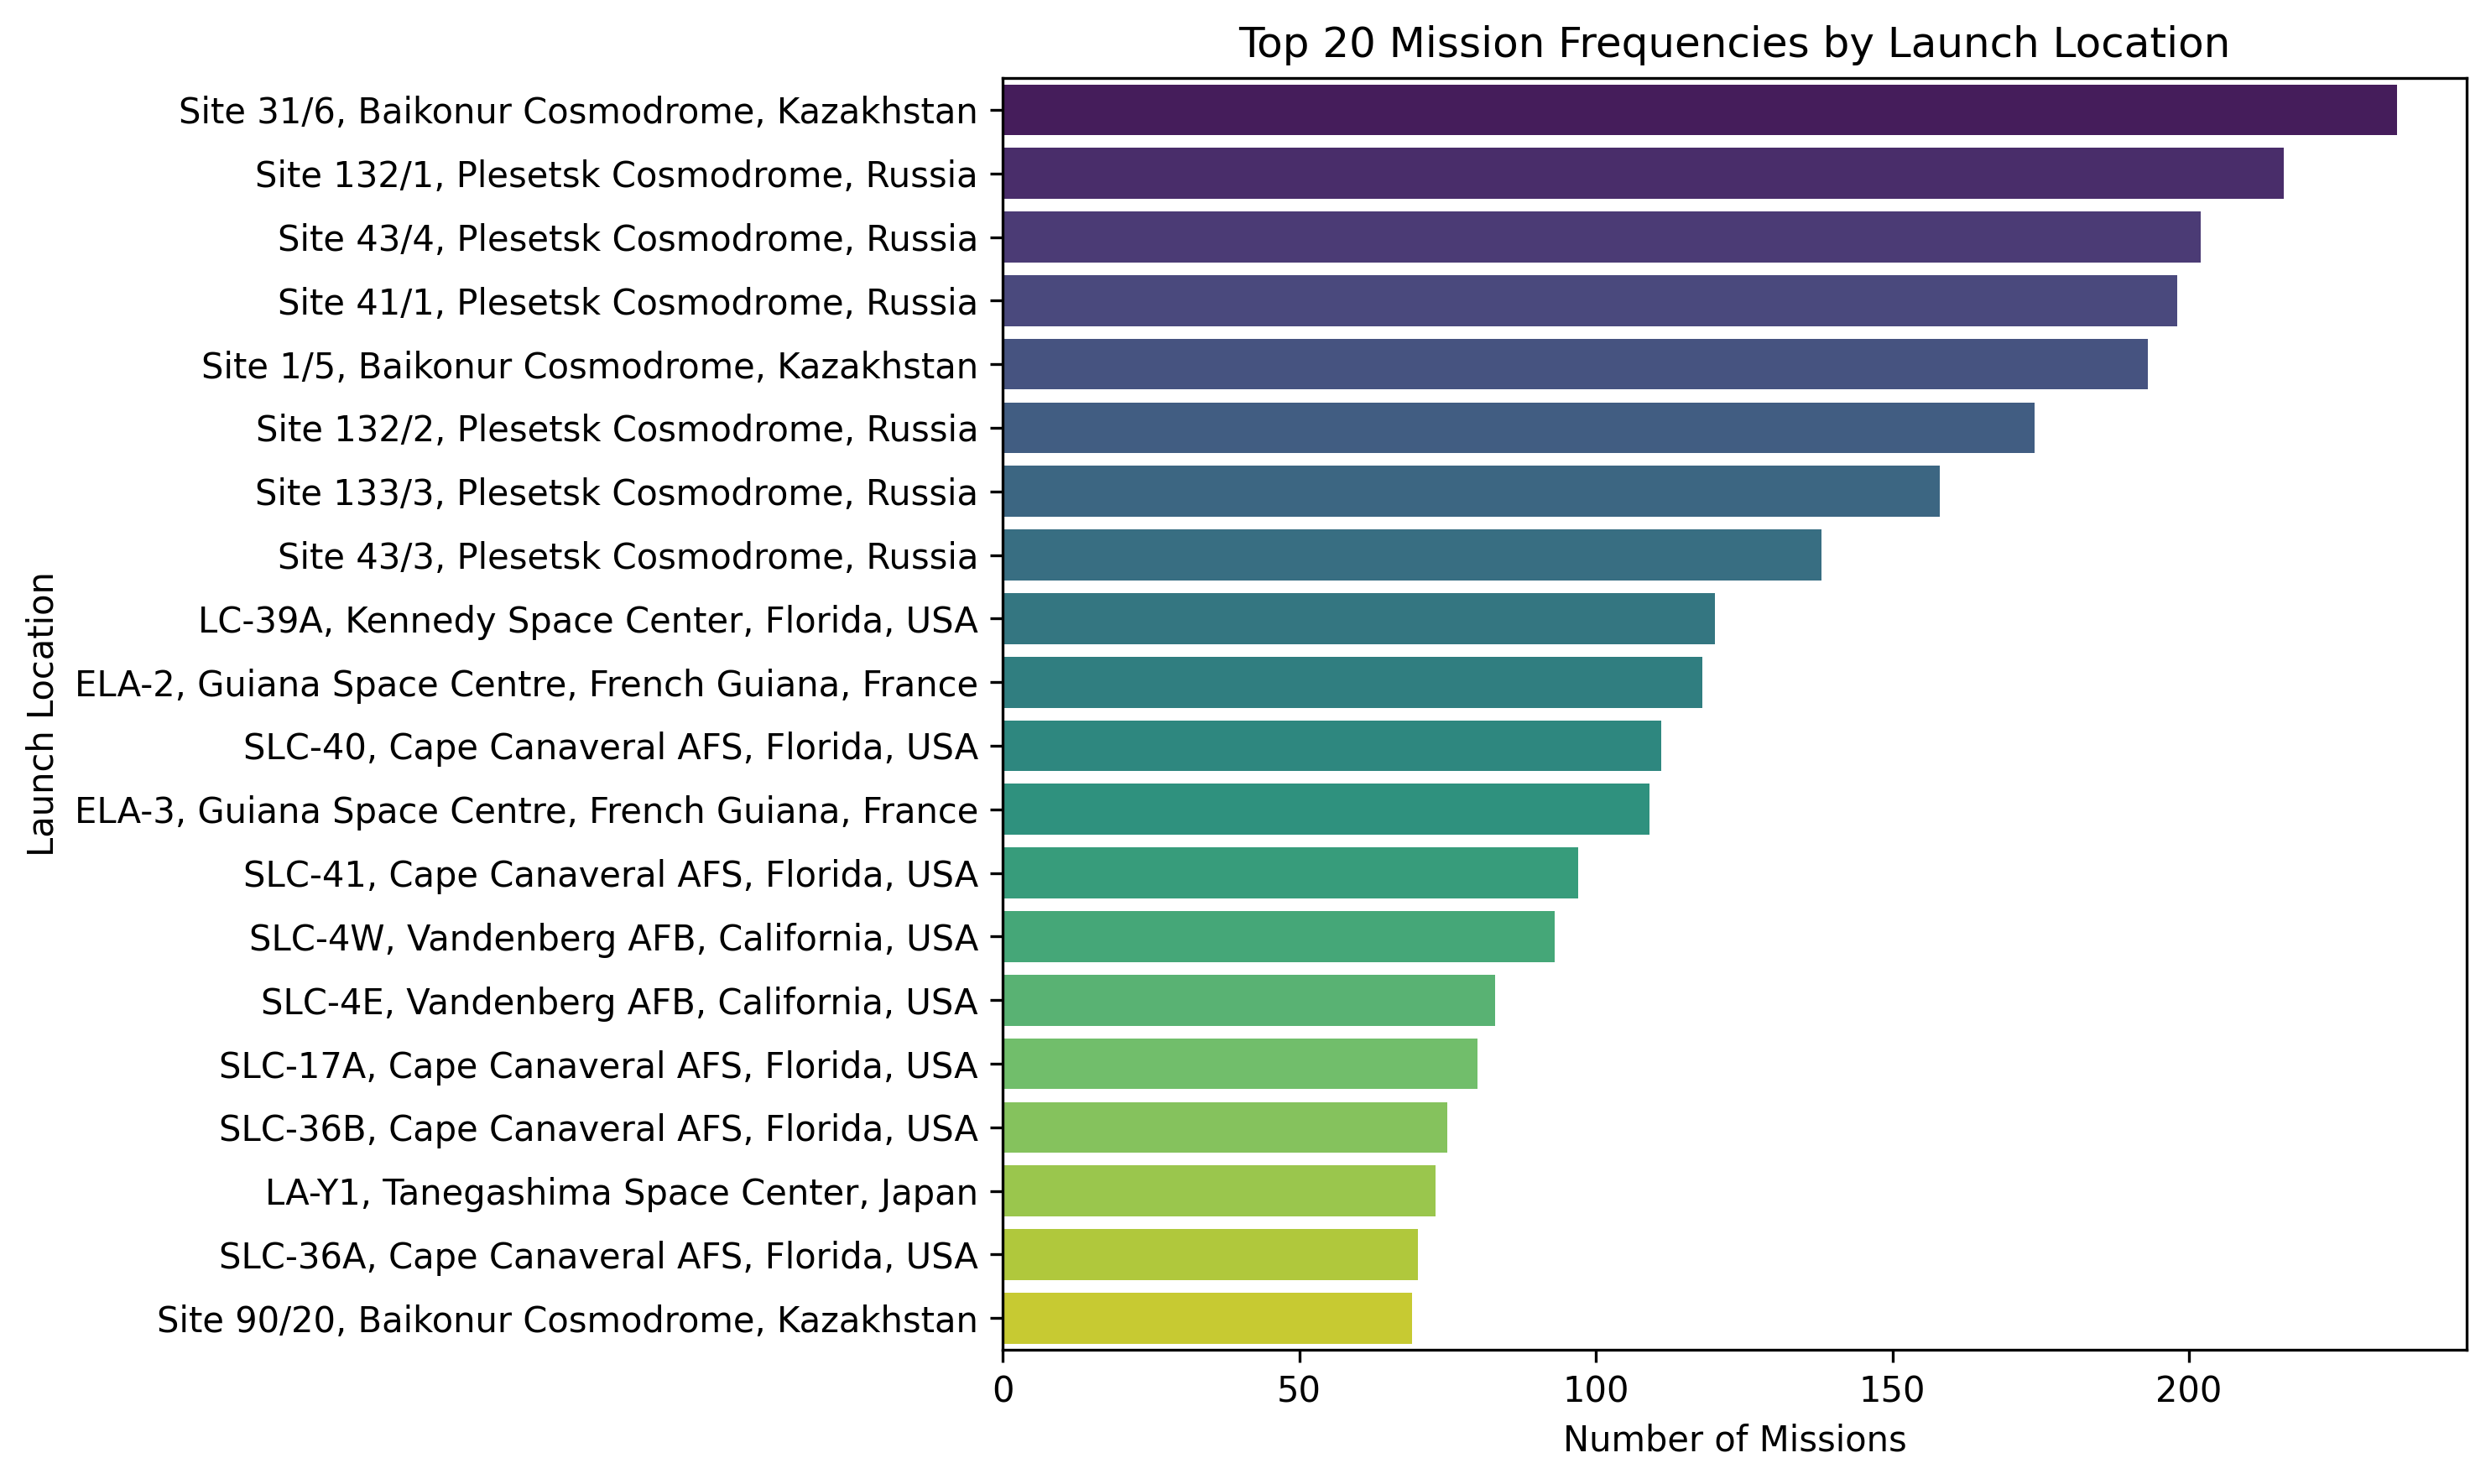 Top 20 Mission Frequencies by Launch Location
Site 31/6, Baikonur Cosmodrome, Kazakhstan
Site 132/1, Plesetsk Cosmodrome, Russia
Site 43/4, Plesetsk Cosmodrome, Russia
Site 41/1, Plesetsk Cosmodrome, Russia
Site 1/5, Baikonur Cosmodrome, Kazakhstan
Site 132/2, Plesetsk Cosmodrome, Russia
Site 133/3, Plesetsk Cosmodrome, Russia
Site 43/3, Plesetsk Cosmodrome, Russia
LC-39A, Kennedy Space Center, Florida, USA
ELA-2, Guiana Space Centre, French Guiana, France
SLC-40, Cape Canaveral AFS, Florida, USA
ELA-3, Guiana Space Centre, French Guiana, France
SLC-41, Cape Canaveral AFS, Florida, USA
SLC-4W, Vandenberg AFB, California, USA
SLC-4E, Vandenberg AFB, California, USA
SLC-17A, Cape Canaveral AFS, Florida, USA
SLC-36B, Cape Canaveral AFS, Florida, USA
LA-Y1, Tanegashima Space Center, Japan
SLC-36A, Cape Canaveral AFS, Florida, USA
Site 90/20, Baikonur Cosmodrome, Kazakhstan
Launch Location
0 50 100 150 200
Number of Missions